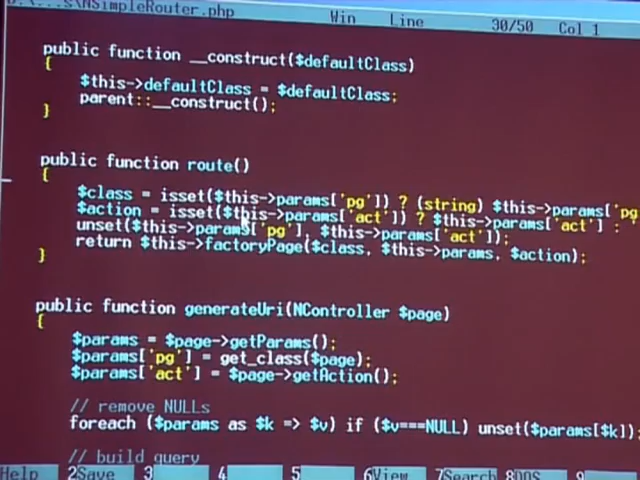 D:\...s\NSimpleRouter.php Win Line 30/50 Col 1
public function __construct($defaultClass)
{
$this->defaultClass = $defaultClass;
parent::__construct();
}
public function route()
{
$class = isset($this->params['pg']) ? (string) $this->params['pg
$action = isset($this->params['act']) ? $this->params['act'] :
unset($this->params['pg'], $this->params['act']);
return $this->factoryPage($class, $this->params, $action);
}
public function generateUri(NController $page)
{
$params = $page->getParams();
$params['pg'] = get_class($page);
$params['act'] = $page->getAction();
// remove NULLs
foreach ($params as $k => $v) if ($v===NULL) unset($params[$k]);
// build query
Help 2Save 3 4 5 6View 7Search 8DOS 9